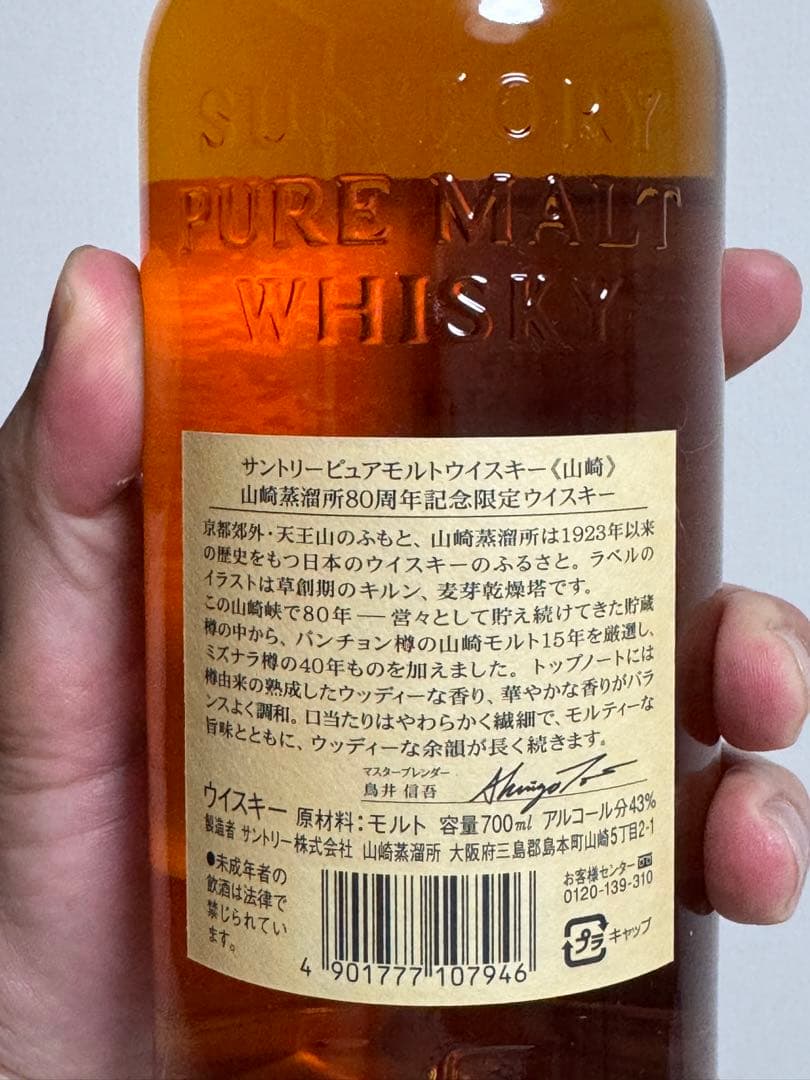 SUNTORY
PURE MALT
WHISKY
サントリーピュアモルトウイスキー《山崎》
山崎蒸溜所80周年記念限定ウイスキー
京都郊外・天王山のふもと、山崎蒸溜所は1923年以来
の歴史をもつ日本のウイスキーのふるさと。ラベルの
イラストは草創期のキルン、麦芽乾燥塔です。
この山崎峡で80年 ― 営々として貯え続けてきた貯蔵
樽の中から、パンチョン樽の山崎モルト15年を厳選し、
ミズナラ樽の40年ものを加えました。トップノートには
樽由来の熟成したウッディーな香り、華やかな香りがバラ
ンスよく調和。口当たりはやわらかく繊細で、モルティーな
旨味とともに、ウッディーな余韻が長く続きます。
マスターブレンダー
鳥井 信吾
ウイスキー 原材料：モルト 容量700ml アルコール分43%
製造者 サントリー株式会社 山崎蒸溜所 大阪府三島郡島本町山崎5丁目2-1
●未成年者の
飲酒は法律で
禁じられてい
ます。
4 901777 107946
お客様センター
0120-139-310
プラ キャップ